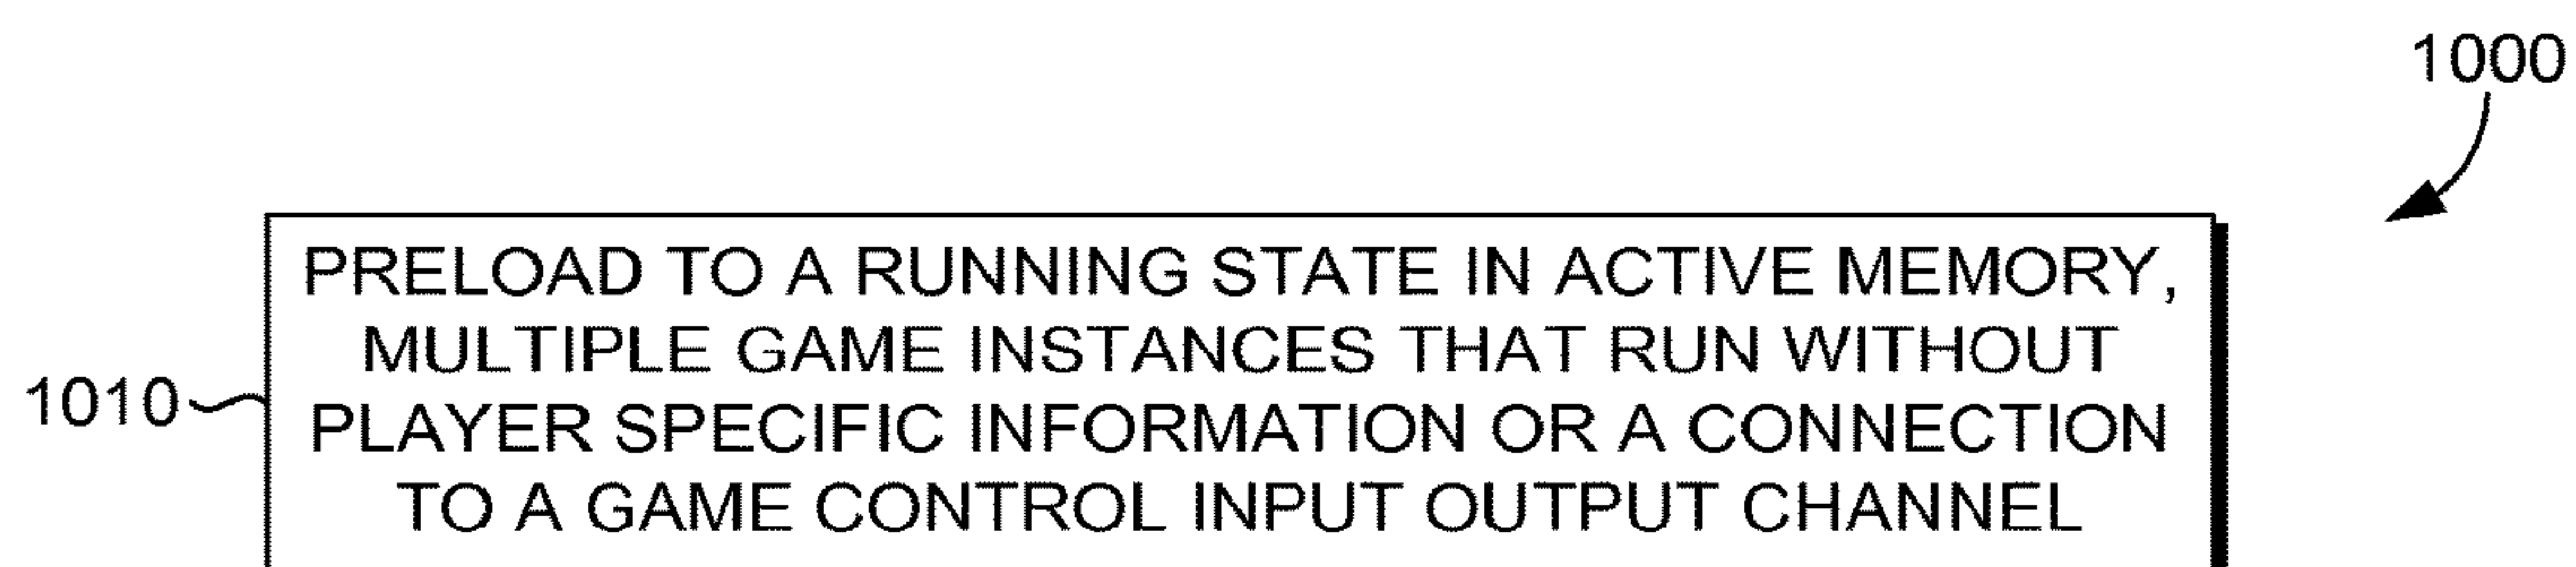 1000
PRELOAD TO A RUNNING STATE IN ACTIVE MEMORY,
MULTIPLE GAME INSTANCES THAT RUN WITHOUT
1010
PLAYER SPECIFIC INFORMATION OR A CONNECTION
TO A GAME CONTROL INPUT OUTPUT CHANNEL